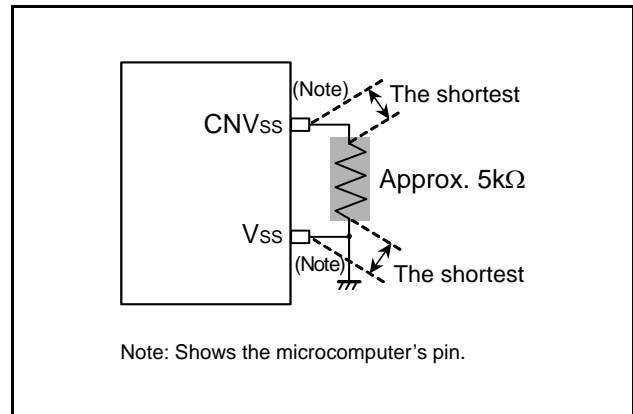 (Note)
The shortest
CNVss
Approx. 5kΩ
Vss
(Note)
The shortest
Note: Shows the microcomputer's pin.